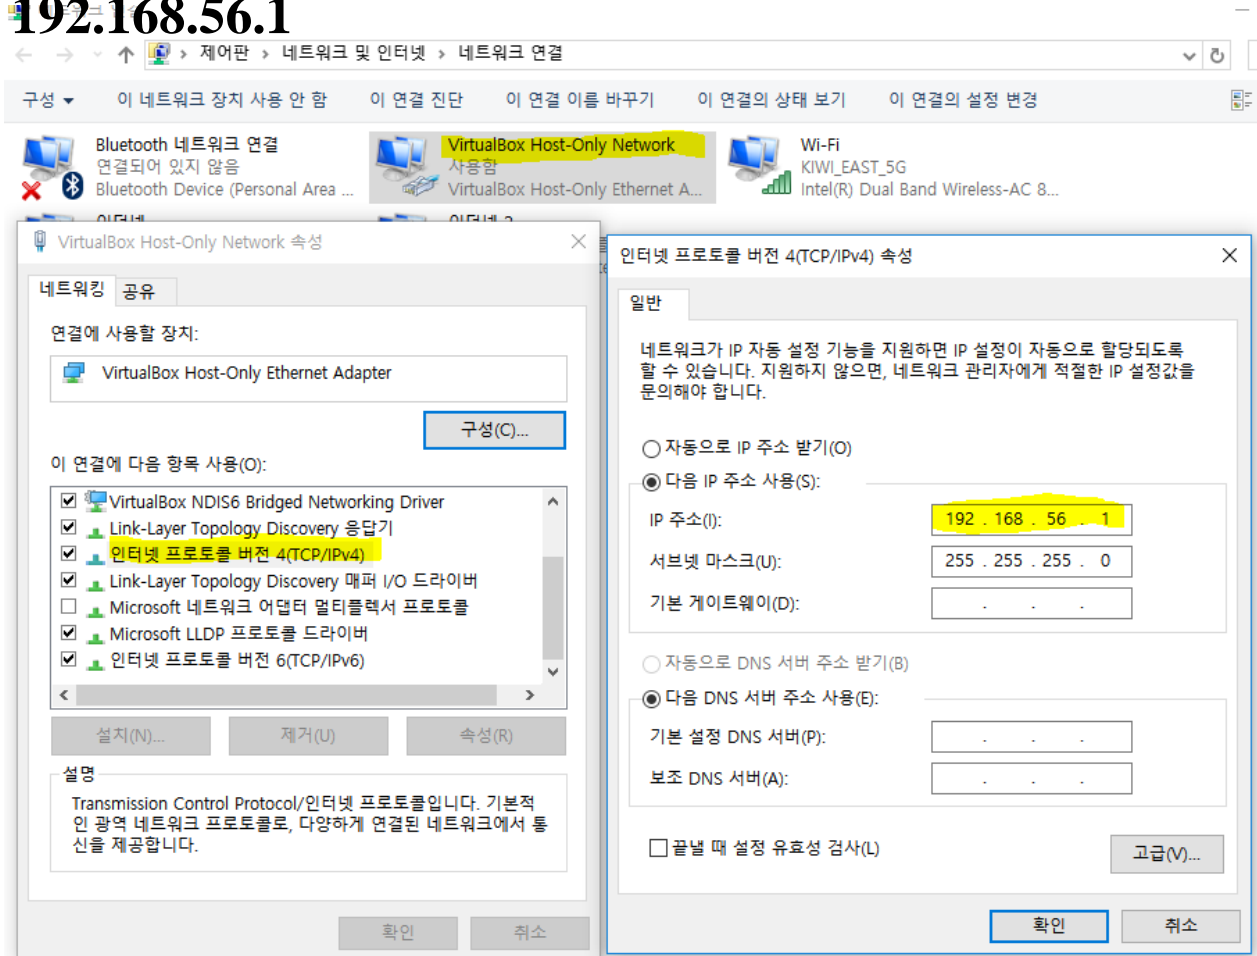 192.168.56.1
제어판 › 네트워크 및 인터넷 › 네트워크 연결
구성 이 네트워크 장치 사용 안 함 이 연결 진단 이 연결 이름 바꾸기 이 연결의 상태 보기 이 연결의 설정 변경
Bluetooth 네트워크 연결
연결되어 있지 않음
Bluetooth Device (Personal Area ...
VirtualBox Host-Only Network
사용함
VirtualBox Host-Only Ethernet A...
Wi-Fi
KIWI_EAST_5G
Intel(R) Dual Band Wireless-AC 8...
VirtualBox Host-Only Network 속성
네트워킹 공유
연결에 사용할 장치:
VirtualBox Host-Only Ethernet Adapter
구성(C)...
이 연결에 다음 항목 사용(O):
VirtualBox NDIS6 Bridged Networking Driver
Link-Layer Topology Discovery 응답기
인터넷 프로토콜 버전 4(TCP/IPv4)
Link-Layer Topology Discovery 매퍼 I/O 드라이버
Microsoft 네트워크 어댑터 멀티플렉서 프로토콜
Microsoft LLDP 프로토콜 드라이버
인터넷 프로토콜 버전 6(TCP/IPv6)
설치(N)... 제거(U) 속성(R)
설명
Transmission Control Protocol/인터넷 프로토콜입니다. 기본적
인 광역 네트워크 프로토콜로, 다양하게 연결된 네트워크에서 통
신을 제공합니다.
확인 취소
인터넷 프로토콜 버전 4(TCP/IPv4) 속성
일반
네트워크가 IP 자동 설정 기능을 지원하면 IP 설정이 자동으로 할당되도록
할 수 있습니다. 지원하지 않으면, 네트워크 관리자에게 적절한 IP 설정값을
문의해야 합니다.
자동으로 IP 주소 받기(O)
다음 IP 주소 사용(S):
IP 주소(I): 192 . 168 . 56 . 1
서브넷 마스크(U): 255 . 255 . 255 . 0
기본 게이트웨이(D): . . .
자동으로 DNS 서버 주소 받기(B)
다음 DNS 서버 주소 사용(E):
기본 설정 DNS 서버(P): . . .
보조 DNS 서버(A): . . .
끝낼 때 설정 유효성 검사(L)
고급(V)...
확인 취소